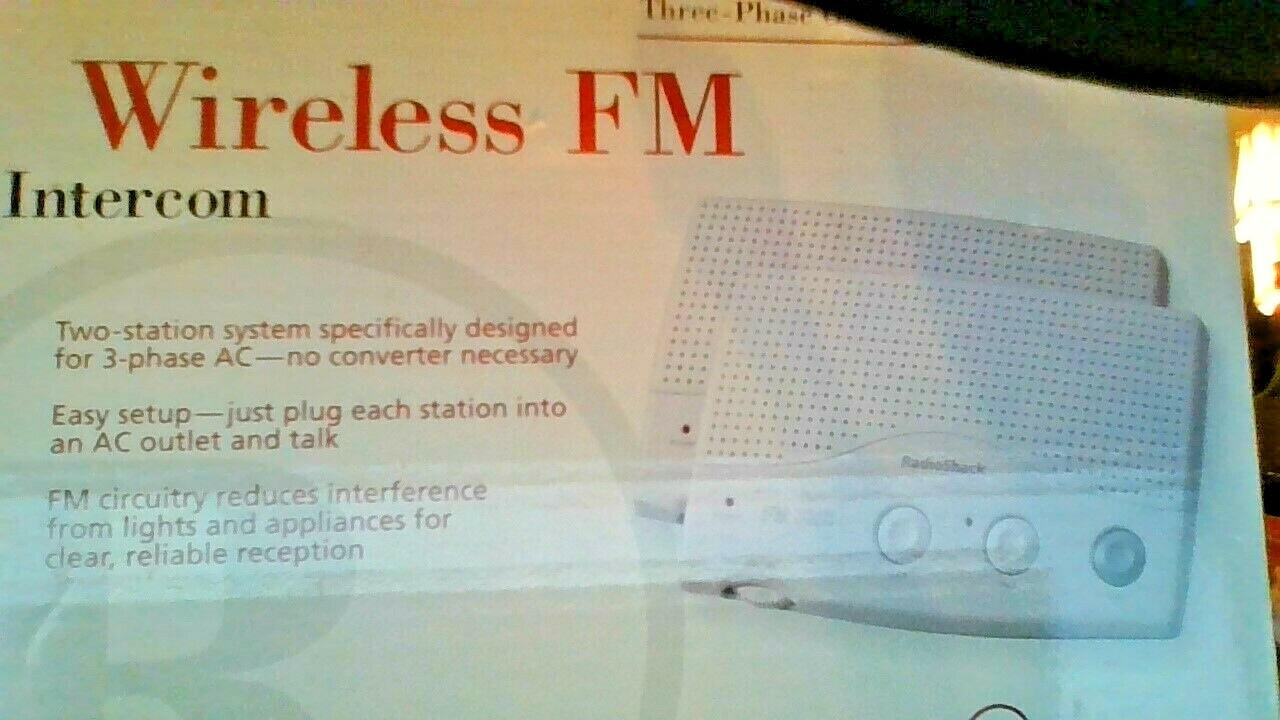 Three-Phase
Wireless FM
Intercom
Two-station system specifically designed
for 3-phase AC—no converter necessary
Easy setup—just plug each station into
an AC outlet and talk
FM circuitry reduces interference
from lights and appliances for
clear, reliable reception
RadioShack